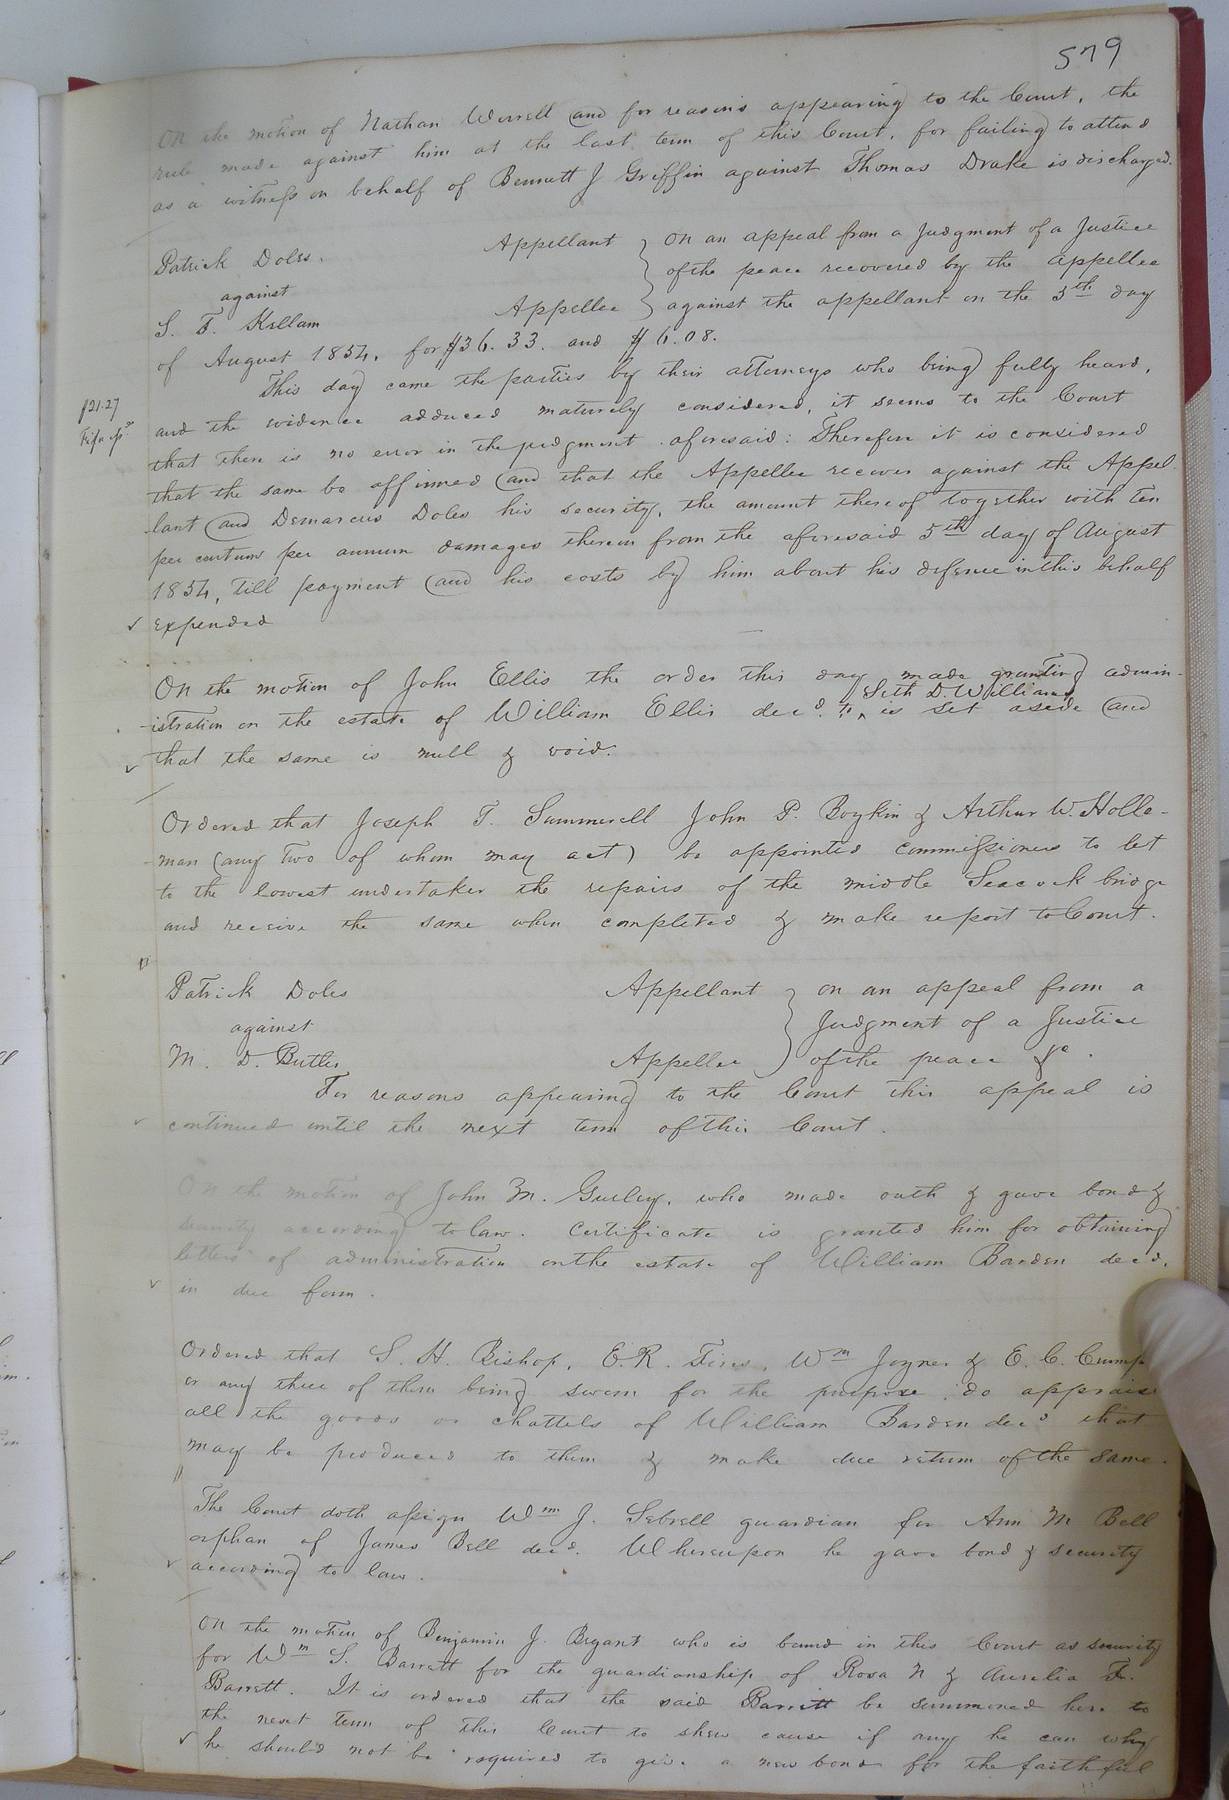 579
On the motion of Nathan Worrell and for reasons appearing to the Court, the
rule made against him at the last term of this Court, for failing to attend
as a witness on behalf of Bennett J Griffin against Thomas Drake is discharged.
Patrick Doles. Appellant } On an appeal from a Judgment of a Justice
against } of the peace recovered by the appellee
S. F. Killam Appellee } against the appellant on the 5th day
of August 1854, for $36.33. and $6.08.
This day came the parties by their attorneys who being fully heard,
$21.27
Fifa
and the evidence adduced maturely considered, it seems to the Court
that there is no error in the judgment aforesaid: Therefore it is considered
that the same be affirmed and that the Appellee recover against the Appel-
lant and Demarcus Doles his security, the amount thereof together with ten
per centum per annum damages therein from the aforesaid 5th day of August
1854, till payment and his costs by him about his defence in this behalf
expended
On the motion of John Ellis the order this day made granting admin-
-istration on the estate of William Ellis decd. to Seth D. Williams is set aside and
that the same is null & void.
Ordered that Joseph T. Summerell John P. Boykin & Arthur W. Holle-
-man (any two of whom may act) be appointed commissioners to let
to the lowest undertaker the repairs of the middle Seacock bridge
and receive the same when completed & make report to Court.
Patrick Doles Appellant } on an appeal from a
against } Judgment of a Justice
M. D. Butler Appellee } of the peace &c.
For reasons appearing to the Court this appeal is
continued until the next term of this Court.
On the motion of John M. Gurley, who made oath & gave bond &
security according to law. Certificate is granted him for obtaining
letters of administration on the estate of William Barden decd.
in due form.
Ordered that S. H. Bishop, E. R. Wm Joyner & E. C. Crump
or any three of them being sworn for the purpose, do appraise
all the goods or chattels of William Barden decd that
may be produced to them & make due return of the same.
The Court doth assign Wm J. Sebrell guardian for Ann M Bell
orphan of James Bell decd. Whereupon he gave bond & security
according to law.
On the motion of Benjamin J. Bryant who is bound in this Court as security
for Wm S. Barrett for the guardianship of Rosa N & Aurelia F.
Barrett. It is ordered that the said Barrett be summoned here to
the next term of this Court to shew cause if any he can why
he should not be required to give a new bond for the faithful